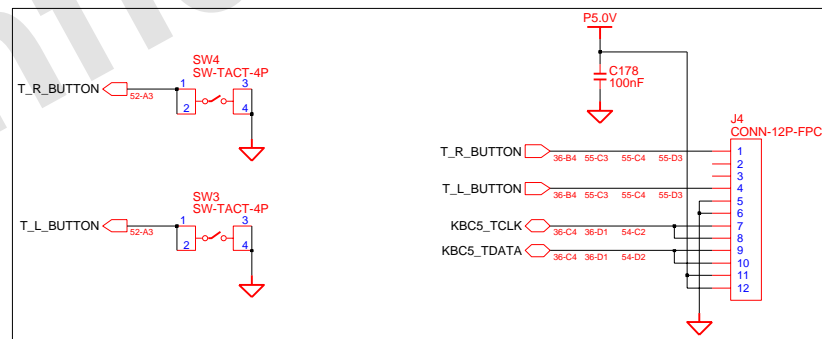 P5.0V
SW4
SW-TACT-4P
T_R_BUTTON
52-A3
1
2
3
4
C178
100nF
J4
CONN-12P-FPC
T_R_BUTTON
36-B4 55-C3 55-C4 55-D3
1
2
3
T_L_BUTTON
36-B4 55-C3 55-C4 55-D3
4
5
6
SW3
SW-TACT-4P
T_L_BUTTON
52-A3
1
2
3
4
KBC5_TCLK
36-C4 36-D1 54-C2
7
8
KBC5_TDATA
36-C4 36-D1 54-D2
9
10
11
12